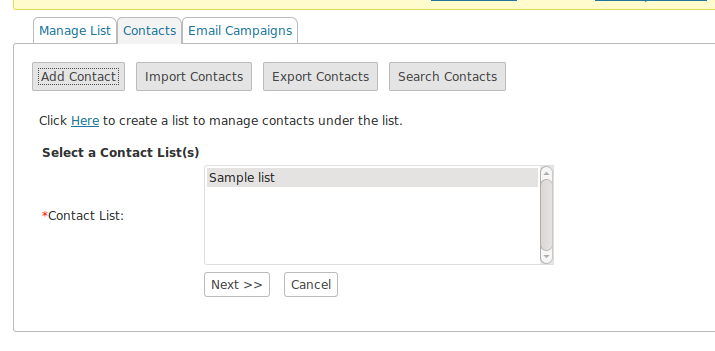 Manage List Contacts Email Campaigns
Add Contact Import Contacts Export Contacts Search Contacts
Click Here to create a list to manage contacts under the list.
Select a Contact List(s)
Sample list
*Contact List:
Next >> Cancel